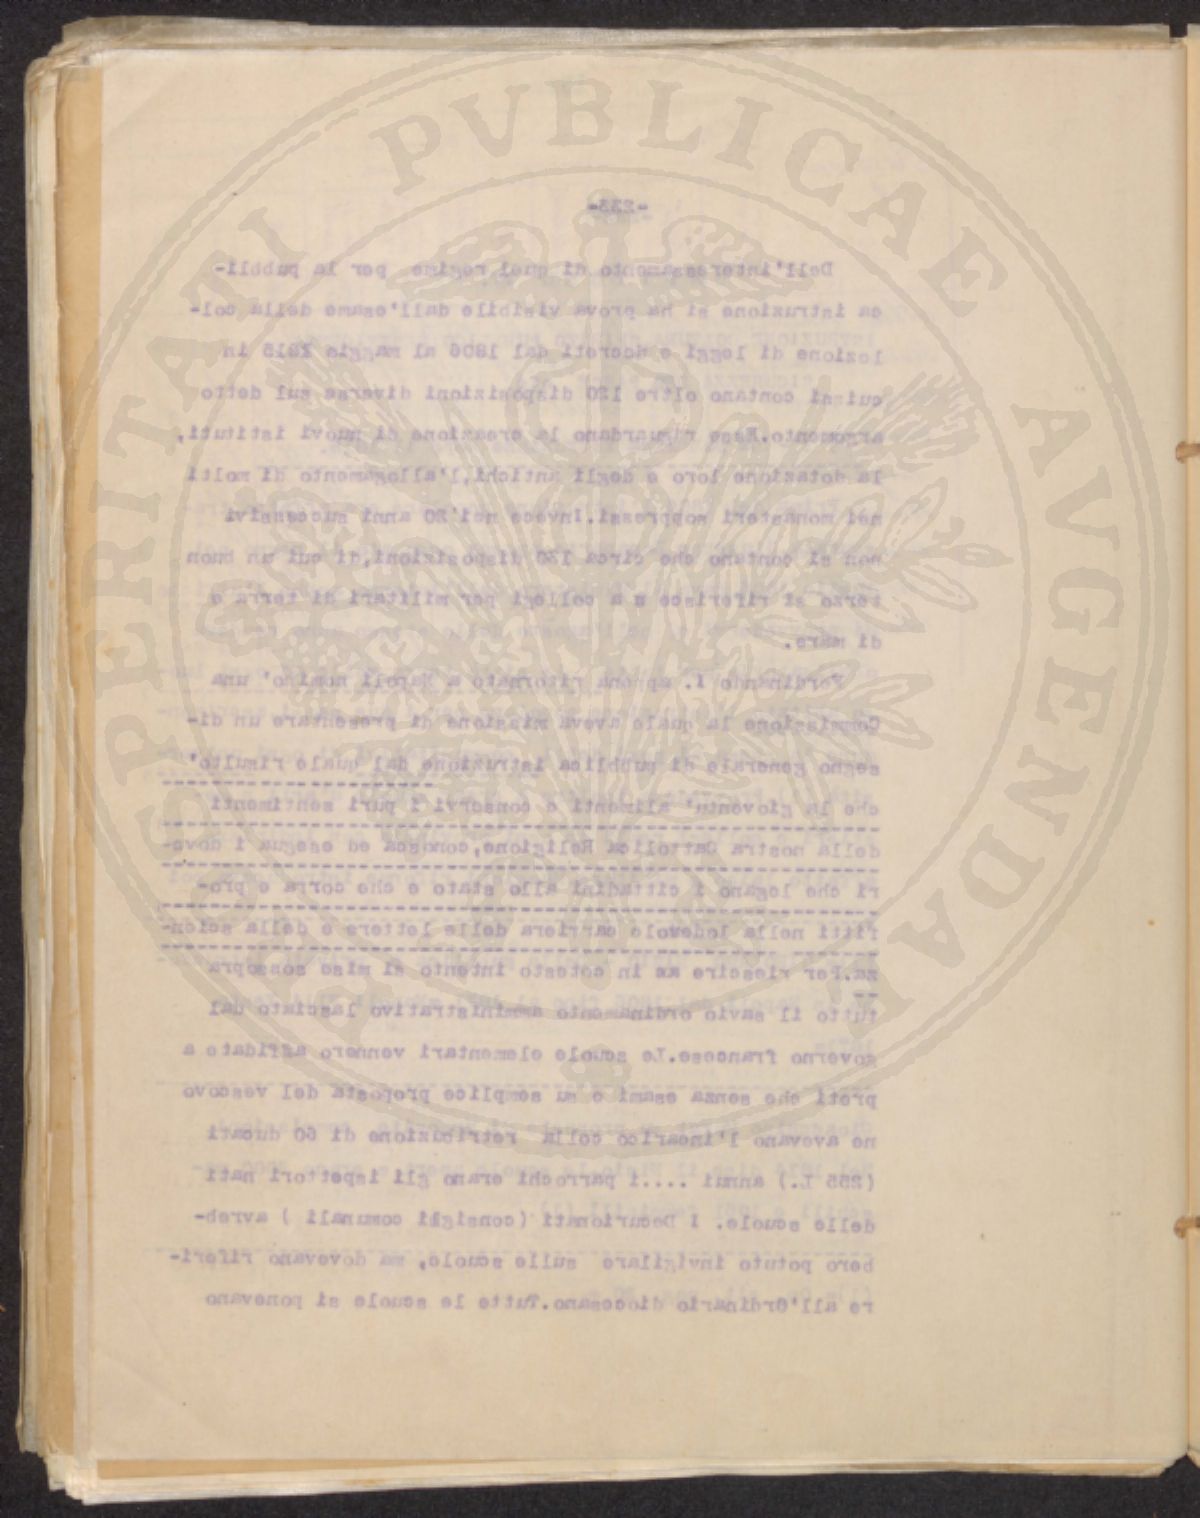 -233-
Dell'interessamento di quel regime per la pubbli-
ca istruzione si ha prova visibile dall'esame della col-
lezione di leggi e decreti dal 1806 al maggio 1815 in
cuisi contano oltre 120 disposizioni diverse sul detto
argomento.Esse riguardano la creazione di nuovi istituti,
la dotazione loro e degli antichi,l'allogamento di molti
nei monasteri soppressi.Invece nei 20 anni successivi
non si contano che circa 130 disposizioni,di cui un buon
terzo si riferisce a collegi per militari di terra e
di mare.
Ferdinando I. appena ritornato a Napoli nomino' una
Commissione la quale aveva missione di presentare un di-
segno generale di pubblica istruzione dal quale risulto'
che la gioventu' alimenti e conservi i puri sentimenti
della nostra Cattolica Religione,conosca ed esegua i dove-
ri che legano i cittadini allo stato e che corra e pro-
fitti nella lodevole carriera delle lettere e della scien-
za.Per riescire in cotesto intento si mise sossopra
tutto il savio ordinamento amministrativo lasciato dal
governo francese.Le scuole elementari vennero affidate a
preti che senza esami e su semplice proposta del vescovo
ne avevano l'incarico colla retribuzione di 60 ducati
(255 L.) annui ....i parrochi erano gli ispettori nati
delle scuole. I Decurionati (consigli comunali ) avreb-
bero potuto invigilare sulle scuole, ma dovevano riferi-
re all'Ordinario diocesano.Tutte le scuole si ponevano
PROSPERITATI PVBLICAE AVGENDAE